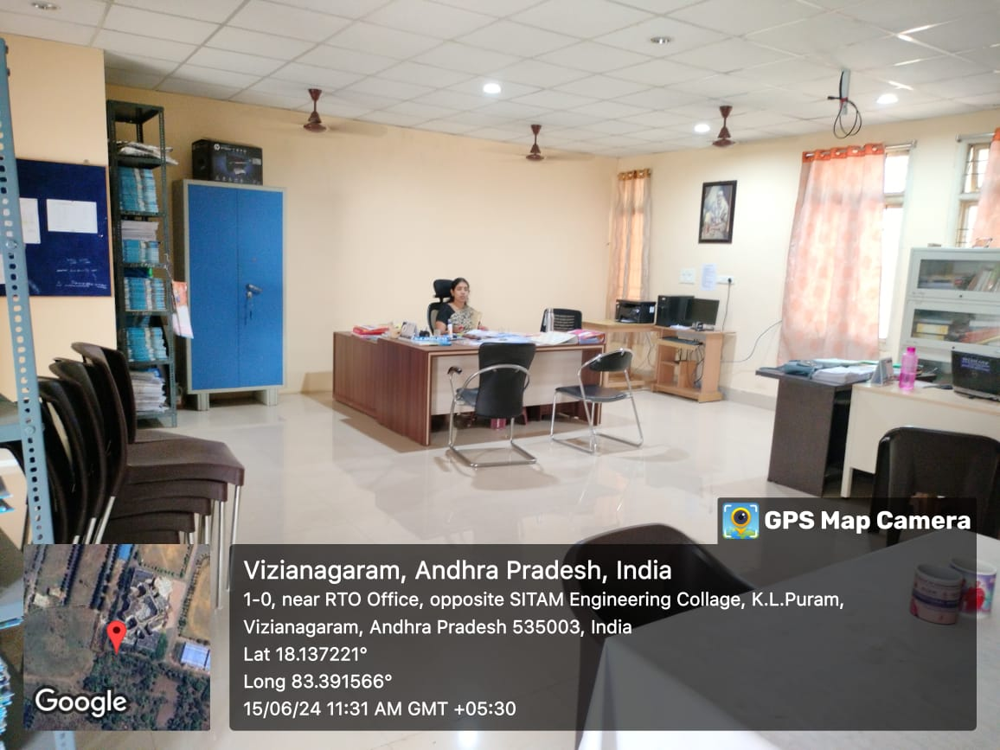 GPS Map Camera
Vizianagaram, Andhra Pradesh, India
1-0, near RTO Office, opposite SITAM Engineering Collage, K.L.Puram,
Vizianagaram, Andhra Pradesh 535003, India
Lat 18.137221°
Long 83.391566°
15/06/24 11:31 AM GMT +05:30
Google